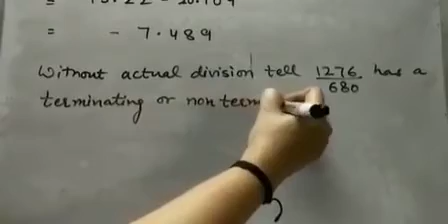 = - 7.489
Without actual division tell 1276/680 has a
terminating or non term